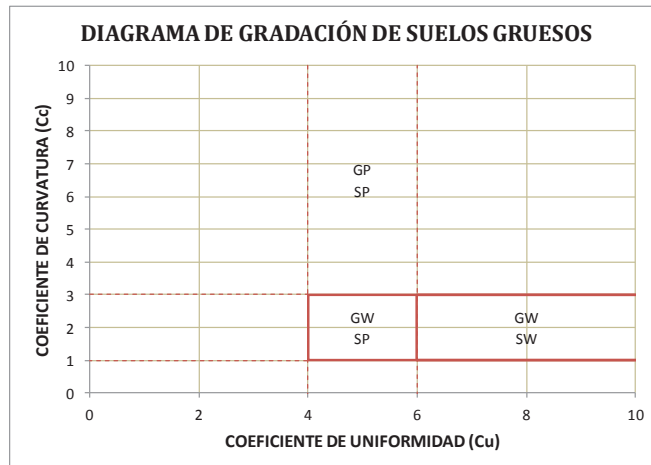 DIAGRAMA DE GRADACIÓN DE SUELOS GRUESOS
COEFICIENTE DE CURVATURA (Cc)
10
9
8
7
6
5
4
3
2
1
0
GP
SP
GW
SP
GW
SW
0 2 4 6 8 10
COEFICIENTE DE UNIFORMIDAD (Cu)